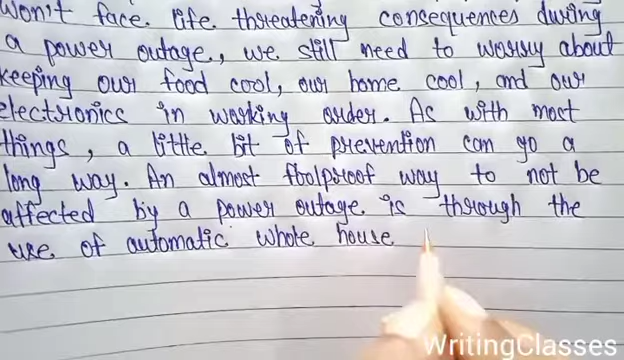 won't face life threatening consequences during
a power outage, we still need to worry about
keeping our food cool, our home cool, and our
electronics in working order. As with most
things, a little bit of prevention can go a
long way. An almost foolproof way to not be
affected by a power outage is through the
use of automatic whole house
WritingClasses